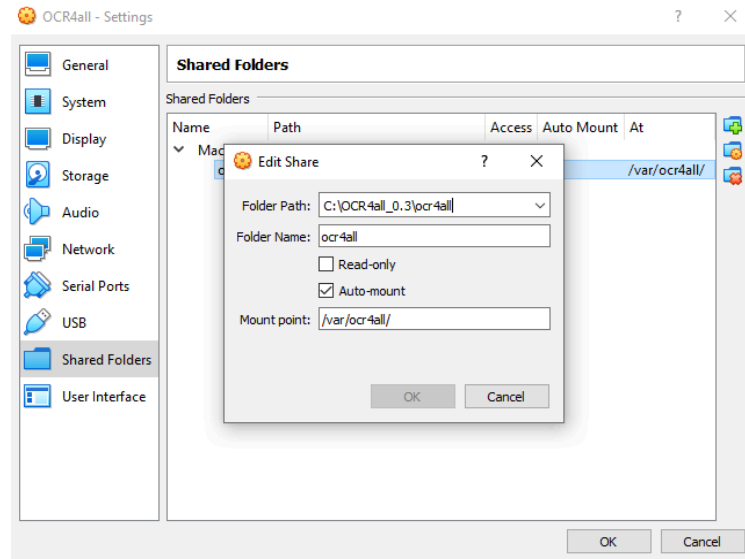 OCR4all - Settings ?
General
System
Display
Storage
Audio
Network
Serial Ports
USB
Shared Folders
User Interface
Shared Folders
Shared Folders
Name Path Access Auto Mount At
/var/ocr4all/
Edit Share ?
Folder Path: C:\OCR4all_0.3\ocr4all
Folder Name: ocr4all
Read-only
Auto-mount
Mount point: /var/ocr4all/
OK Cancel
OK Cancel